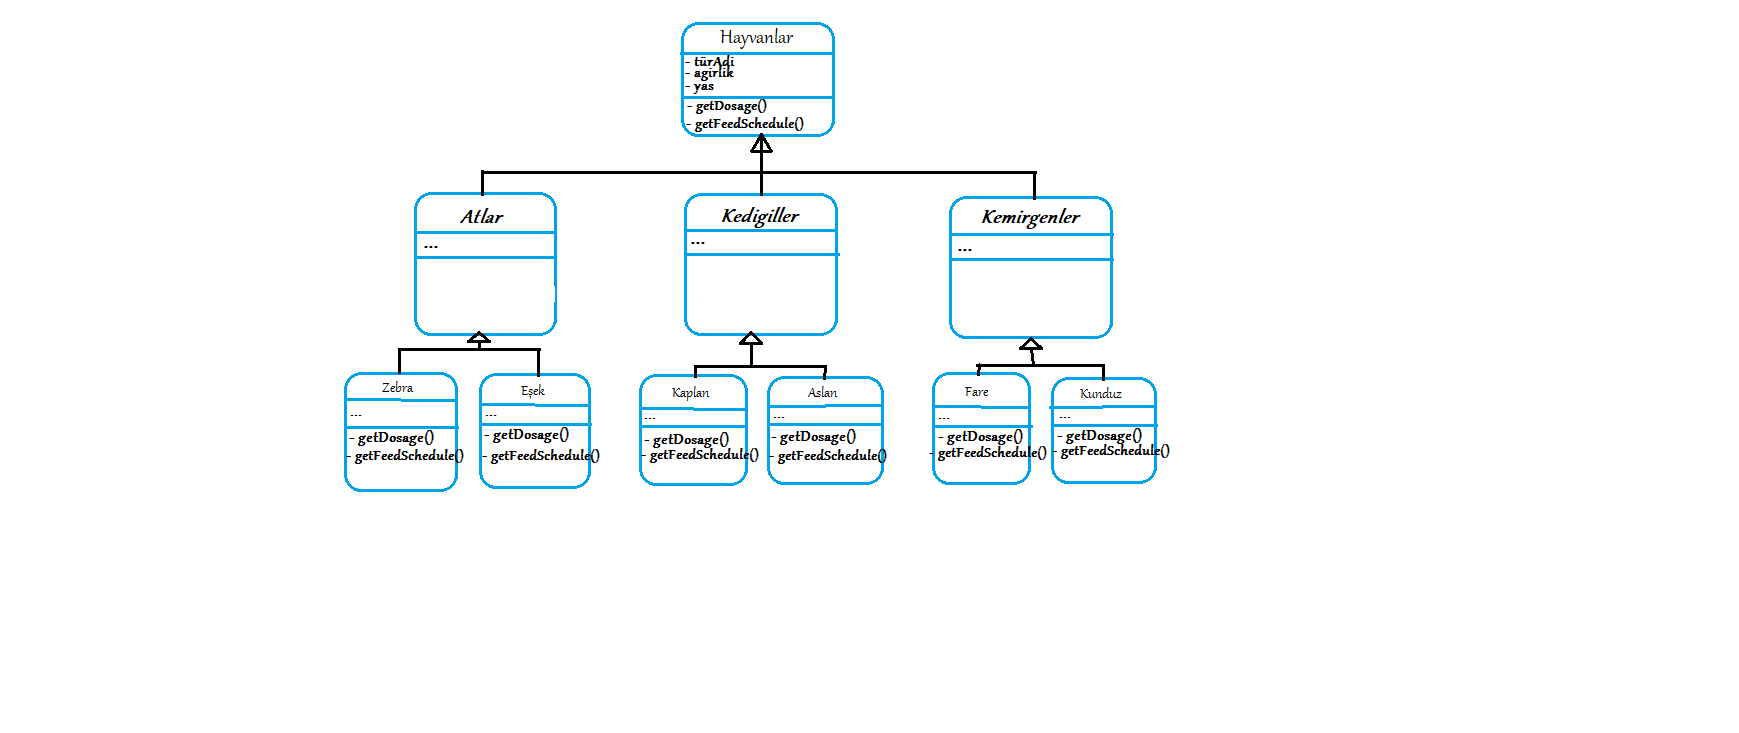 Hayvanlar
- türAdi
- agirlik
- yas
- getDosage()
- getFeedSchedule()
Atlar
...
Kedigiller
...
Kemirgenler
...
Zebra
...
- getDosage()
- getFeedSchedule()
Eşek
...
- getDosage()
- getFeedSchedule()
Kaplan
...
- getDosage()
- getFeedSchedule()
Aslan
...
- getDosage()
- getFeedSchedule()
Fare
...
- getDosage()
- getFeedSchedule()
Kunduz
...
- getDosage()
- getFeedSchedule()